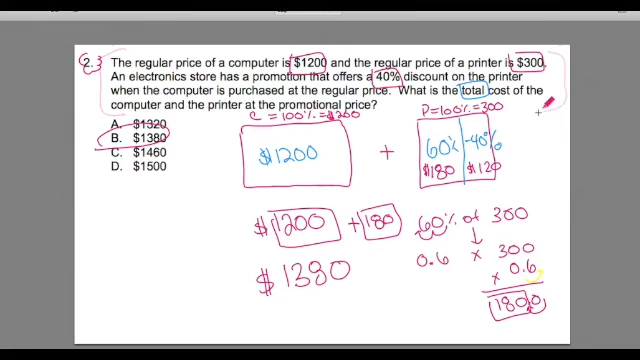 2. The regular price of a computer is $1200 and the regular price of a printer is $300.
An electronics store has a promotion that offers a 40% discount on the printer
when the computer is purchased at the regular price. What is the total cost of the
computer and the printer at the promotional price?
A. $1320
B. $1380
C. $1460
D. $1500
C = 100% = $1200
P = 100% = 300
$1200 + 60% -40%
$180 $120
$ 1200 + 180
60% of 300
0.6 x 300
x 0.6
1800
$ 1380